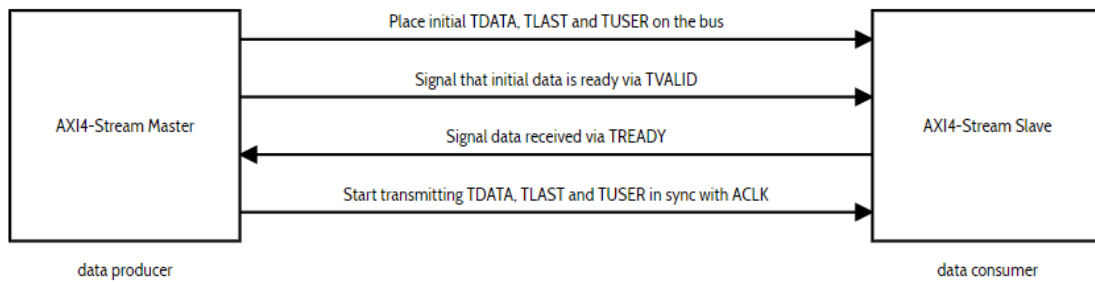 Place initial TDATA, TLAST and TUSER on the bus
Signal that initial data is ready via TVALID
AXI4-Stream Master
AXI4-Stream Slave
Signal data received via TREADY
Start transmitting TDATA, TLAST and TUSER in sync with ACLK
data producer
data consumer